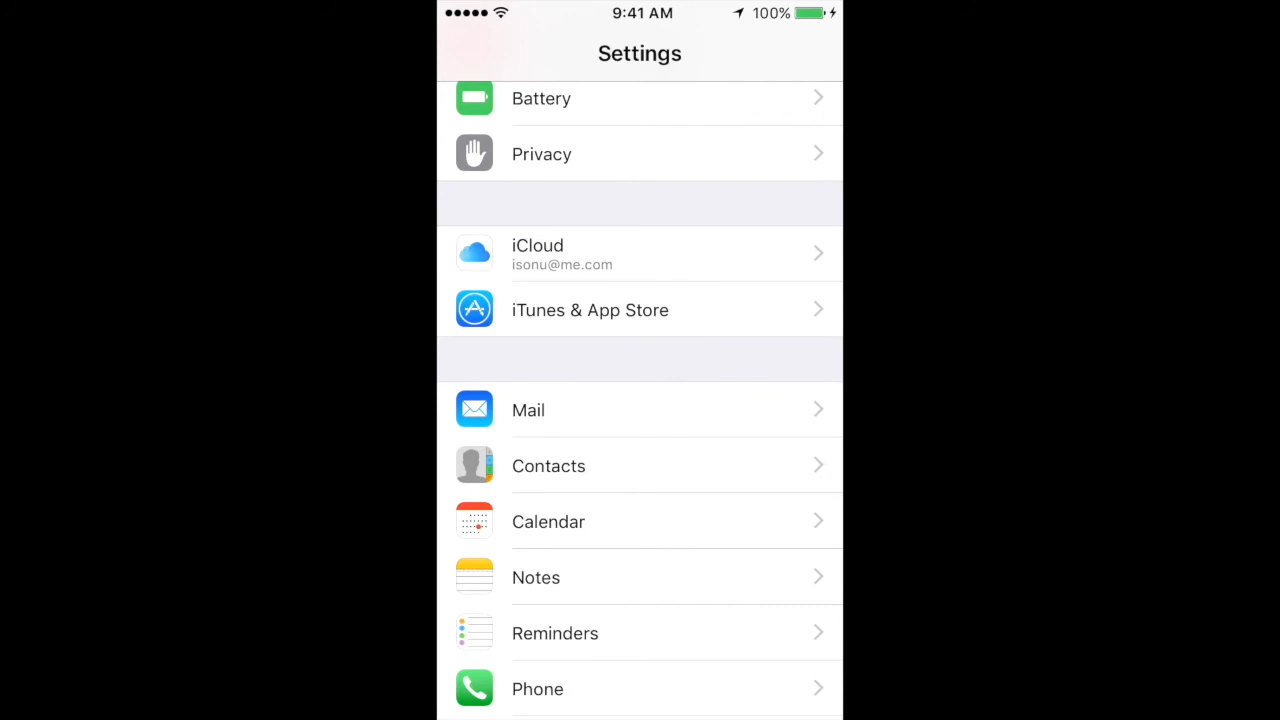 9:41 AM
100%
Settings
Battery
Privacy
iCloud
isonu@me.com
iTunes & App Store
Mail
Contacts
Calendar
Notes
Reminders
Phone